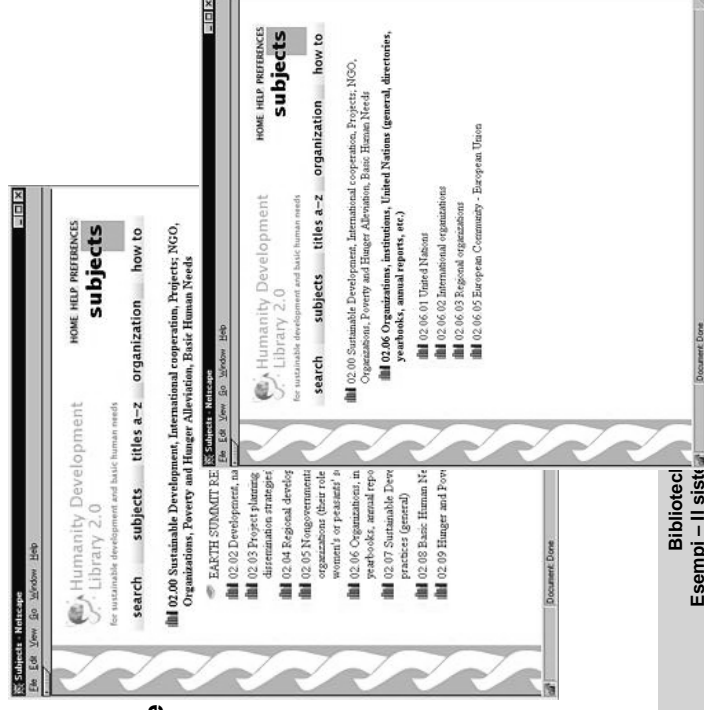 Subjects - Netscape
File Edit View Go Window Help
Humanity Development
Library 2.0
for sustainable development and basic human needs
HOME HELP PREFERENCES
subjects
search subjects titles a-z organization how to
02.00 Sustainable Development, International cooperation, Projects; NGO,
Organizations, Poverty and Hunger Alleviation, Basic Human Needs
EARTH SUMMIT RE
02.02 Development, na
02.03 Project planning
dissemination strategies
02.04 Regional develop
02.05 Nongovernmenta
organizations (their role
women's or peasants'
02.06 Organizations, in
yearbooks, annual repo
02.07 Sustainable Deve
practices (general)
02.08 Basic Human Ne
02.09 Hunger and Pov
Document: Done
Subjects - Netscape
File Edit View Go Window Help
Humanity Development
Library 2.0
for sustainable development and basic human needs
HOME HELP PREFERENCES
subjects
search subjects titles a-z organization how to
02.00 Sustainable Development, International cooperation, Projects; NGO,
Organizations, Poverty and Hunger Alleviation, Basic Human Needs
02.06 Organizations, institutions, United Nations (general, directories,
yearbooks, annual reports, etc.)
02.06.01 United Nations
02.06.02 International organizations
02.06.03 Regional organizations
02.06.05 European Community - European Union
Document: Done
e
Bibliotecl
Esempi – Il siste